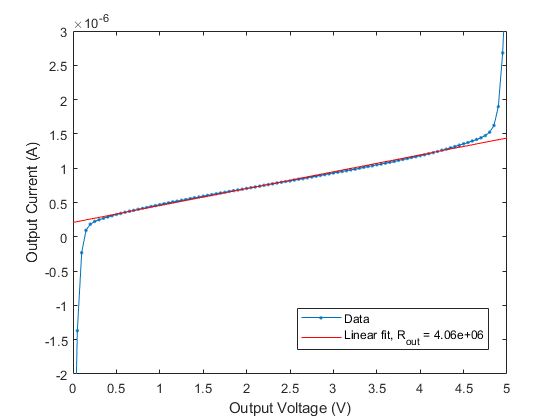 ×10^-6
3
2.5
2
1.5
1
0.5
0
-0.5
-1
-1.5
-2
0 0.5 1 1.5 2 2.5 3 3.5 4 4.5 5
Output Current (A)
Output Voltage (V)
Data
Linear fit, R_out = 4.06e+06